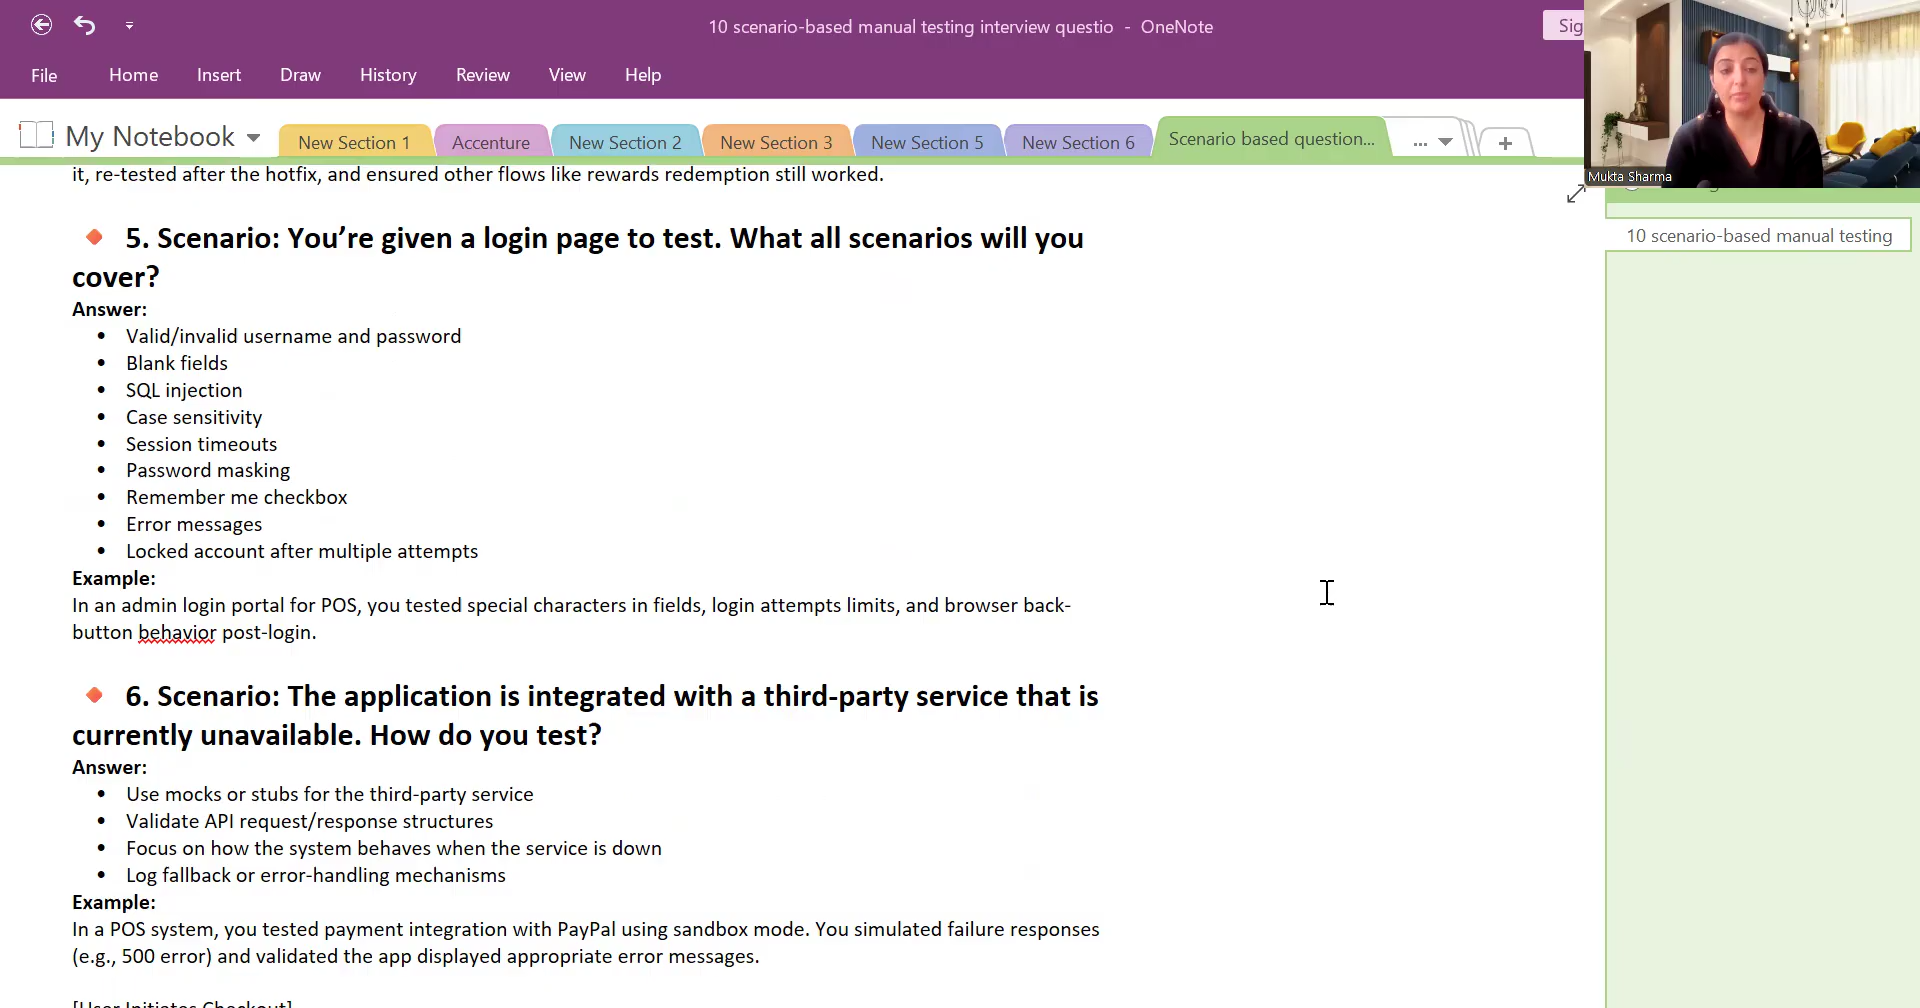 10 scenario-based manual testing interview questio - OneNote
Sig
File Home Insert Draw History Review View Help
My Notebook
New Section 1 Accenture New Section 2 New Section 3 New Section 5 New Section 6 Scenario based question... ... +
Mukta Sharma
10 scenario-based manual testing
it, re-tested after the hotfix, and ensured other flows like rewards redemption still worked.
5. Scenario: You’re given a login page to test. What all scenarios will you
cover?
Answer:
• Valid/invalid username and password
• Blank fields
• SQL injection
• Case sensitivity
• Session timeouts
• Password masking
• Remember me checkbox
• Error messages
• Locked account after multiple attempts
Example:
In an admin login portal for POS, you tested special characters in fields, login attempts limits, and browser back-
button behavior post-login.
6. Scenario: The application is integrated with a third-party service that is
currently unavailable. How do you test?
Answer:
• Use mocks or stubs for the third-party service
• Validate API request/response structures
• Focus on how the system behaves when the service is down
• Log fallback or error-handling mechanisms
Example:
In a POS system, you tested payment integration with PayPal using sandbox mode. You simulated failure responses
(e.g., 500 error) and validated the app displayed appropriate error messages.
[User Initiates Checkout]